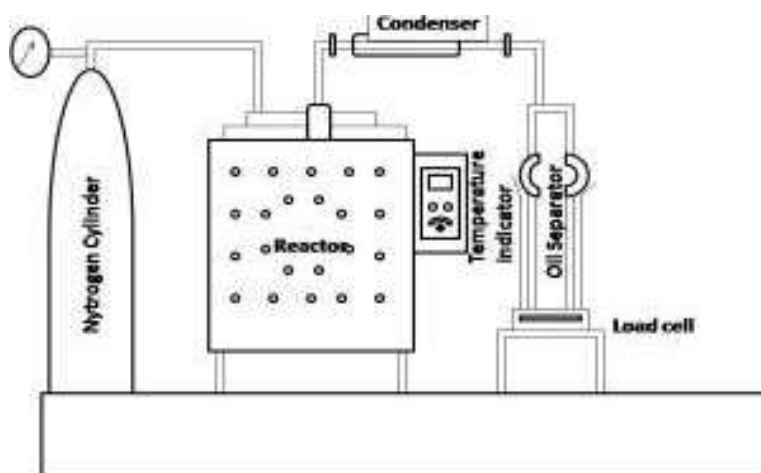 Condenser
Nytrogen Cylinder
Reactor
Temperature
indicator
Oil Separator
Load cell